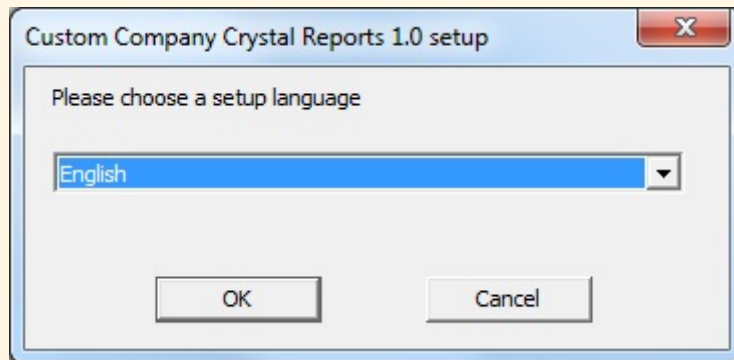 Custom Company Crystal Reports 1.0 setup
Please choose a setup language
English
OK
Cancel